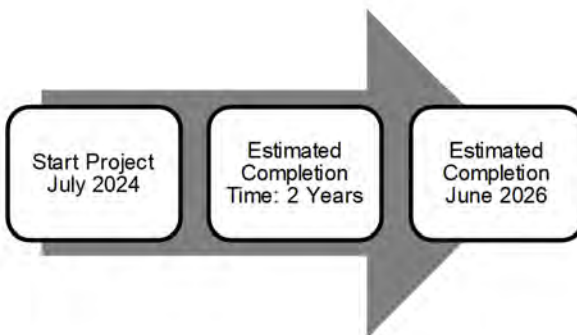 Start Project
July 2024
Estimated
Completion
Time: 2 Years
Estimated
Completion
June 2026